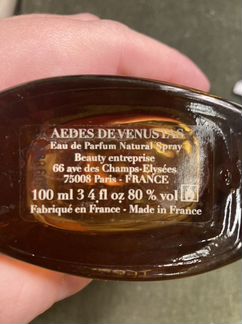 AEDES DE VENUSTAS
Eau de Parfum Natural Spray
Beauty entreprise
66 ave des Champs-Elysées
75008 Paris - FRANCE
100 ml 3 4 fl oz 80 % vol
Fabriqué en France - Made in France